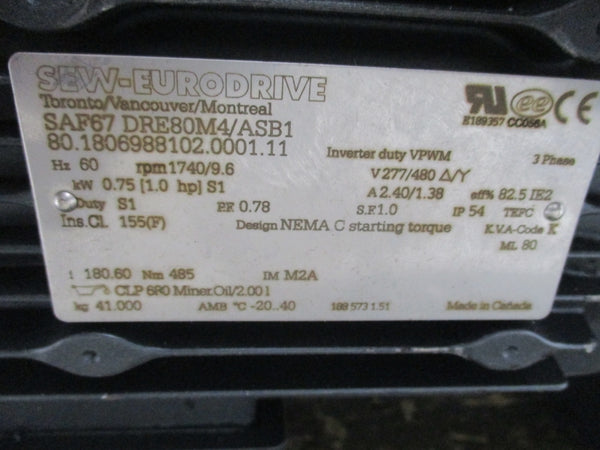 SEW-EURODRIVE
Toronto/Vancouver/Montreal
SAF67 DRE80M4/ASB1
80.1806988102.0001.11 Inverter duty VPWM 3 Phase
E189357 CC056A
Hz 60 rpm 1740/9.6 V 277/480 Δ/Y
kW 0.75 [1.0 hp] S1 A 2.40/1.38 eff% 82.5 IE2
Duty S1 P.F. 0.78 S.F. 1.0 IP 54 TEFC
Ins.Cl. 155(F) Design NEMA C starting torque K.V.A-Code K
ML 80
i 180.60 Nm 485 IM M2A
CLP 680 Miner.Oil/2.00 l
kg 41.000 AMB °C -20..40 188 573 1.51 Made in Canada